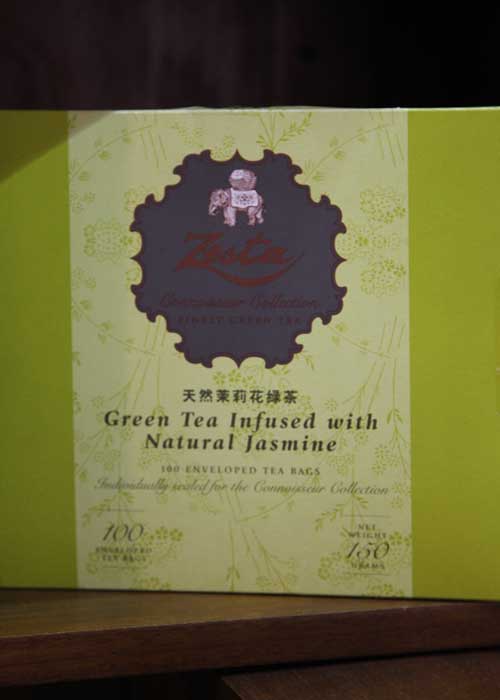 Zesta
Connoisseur Collection
FINEST GREEN TEA
天然茉莉花绿茶
Green Tea Infused with
Natural Jasmine
100 ENVELOPED TEA BAGS
Individually sealed for the Connoisseur Collection
100
ENVELOPED
TEA BAGS
NET
WEIGHT
150
GRAMS